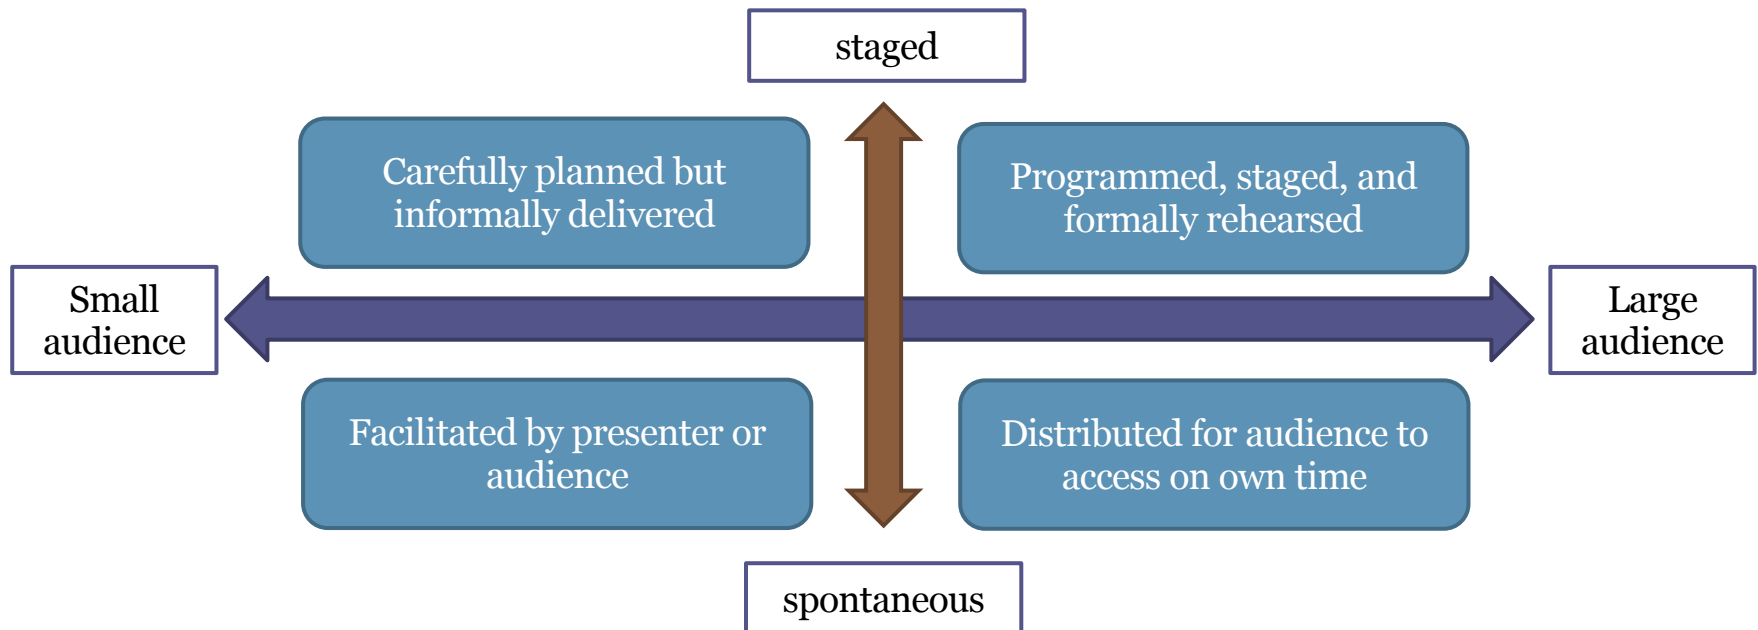 staged
Carefully planned but
informally delivered
Programmed, staged, and
formally rehearsed
Small
audience
Large
audience
Facilitated by presenter or
audience
Distributed for audience to
access on own time
spontaneous